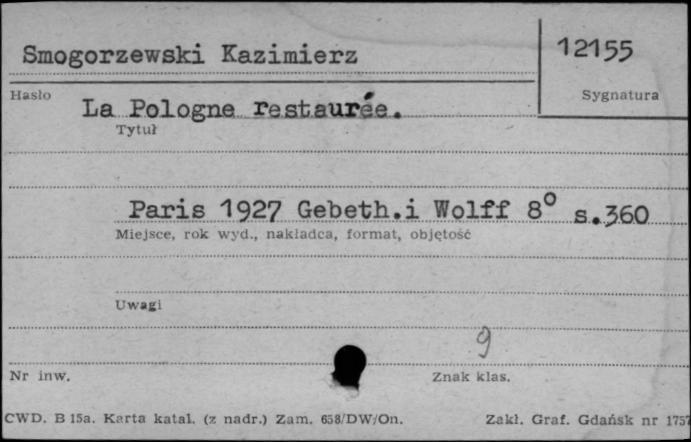 Smogorzewski Kazimierz
12155
Hasło
Sygnatura
La Pologne restaurée.
Tytuł
Paris 1927 Gebeth.i Wolff 8° s.360
Miejsce, rok wyd., nakładca, format, objętość
Uwagi
9
Nr inw.
Znak klas.
CWD. B 15a. Karta katal. (z nadr.) Zam. 658/DW/On.
Zakł. Graf. Gdańsk nr 1757